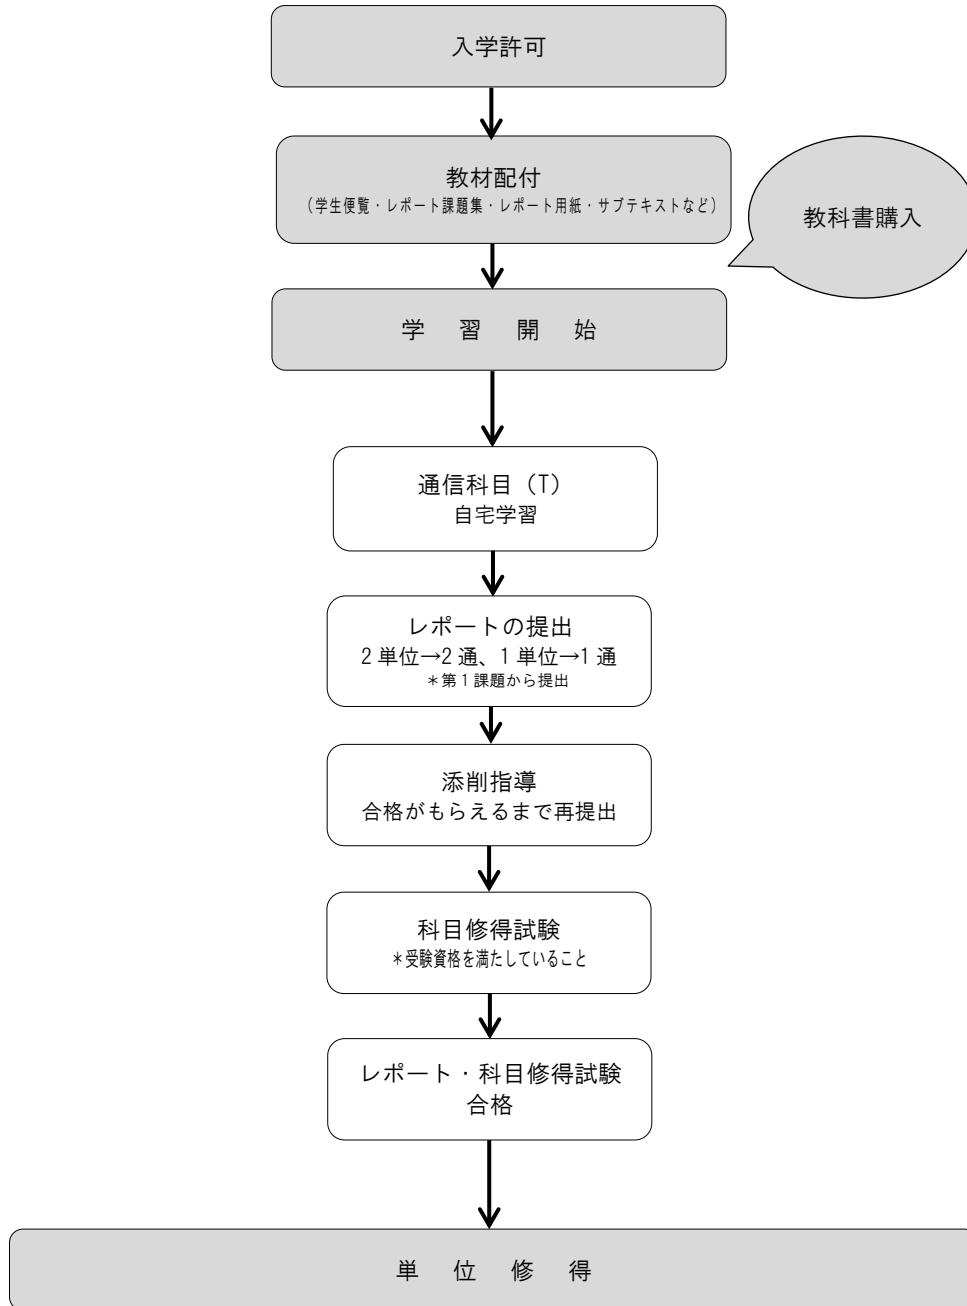 入学許可
教材配付
（学生便覧・レポート課題集・レポート用紙・サブテキストなど）
教科書購入
学　習　開　始
通信科目（T）
自宅学習
レポートの提出
2単位→2通、1単位→1通
＊第1課題から提出
添削指導
合格がもらえるまで再提出
科目修得試験
＊受験資格を満たしていること
レポート・科目修得試験
合格
単　位　修　得